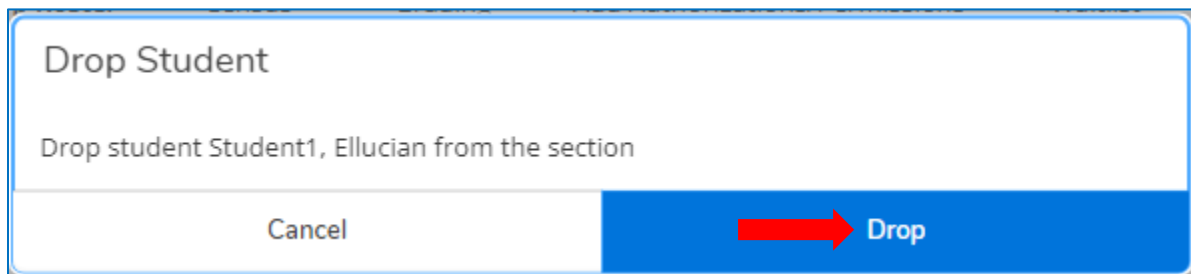 Drop Student
Drop student Student1, Ellucian from the section
Cancel
Drop